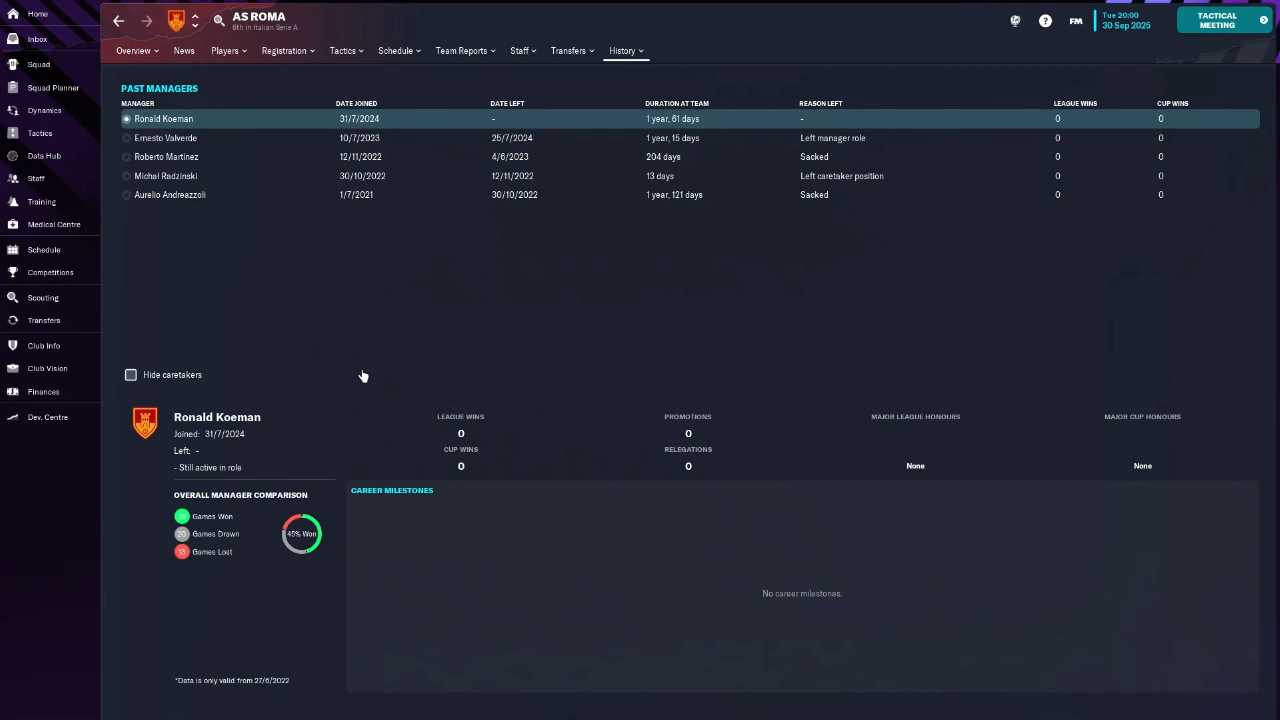 Home
Inbox
Squad
Squad Planner
Dynamics
Tactics
Data Hub
Staff
Training
Medical Centre
Schedule
Competitions
Scouting
Transfers
Club Info
Club Vision
Finances
Dev. Centre
AS ROMA
6th in Italian Serie A
?
FM
Tue 20:00
30 Sep 2025
TACTICAL MEETING
Overview News Players Registration Tactics Schedule Team Reports Staff Transfers History
PAST MANAGERS
MANAGER DATE JOINED DATE LEFT DURATION AT TEAM REASON LEFT LEAGUE WINS CUP WINS
Ronald Koeman 31/7/2024 - 1 year, 61 days - 0 0
Ernesto Valverde 10/7/2023 25/7/2024 1 year, 15 days Left manager role 0 0
Roberto Martínez 12/11/2022 4/6/2023 204 days Sacked 0 0
Michal Radzinski 30/10/2022 12/11/2022 13 days Left caretaker position 0 0
Aurelio Andreazzoli 1/7/2021 30/10/2022 1 year, 121 days Sacked 0 0
Hide caretakers
Ronald Koeman
Joined: 31/7/2024
Left: -
- Still active in role
LEAGUE WINS PROMOTIONS MAJOR LEAGUE HONOURS MAJOR CUP HONOURS
0 0
CUP WINS RELEGATIONS
0 0 None None
OVERALL MANAGER COMPARISON
Games Won
20 Games Drawn
13 Games Lost
45% Won
CAREER MILESTONES
No career milestones.
*Data is only valid from 27/6/2022